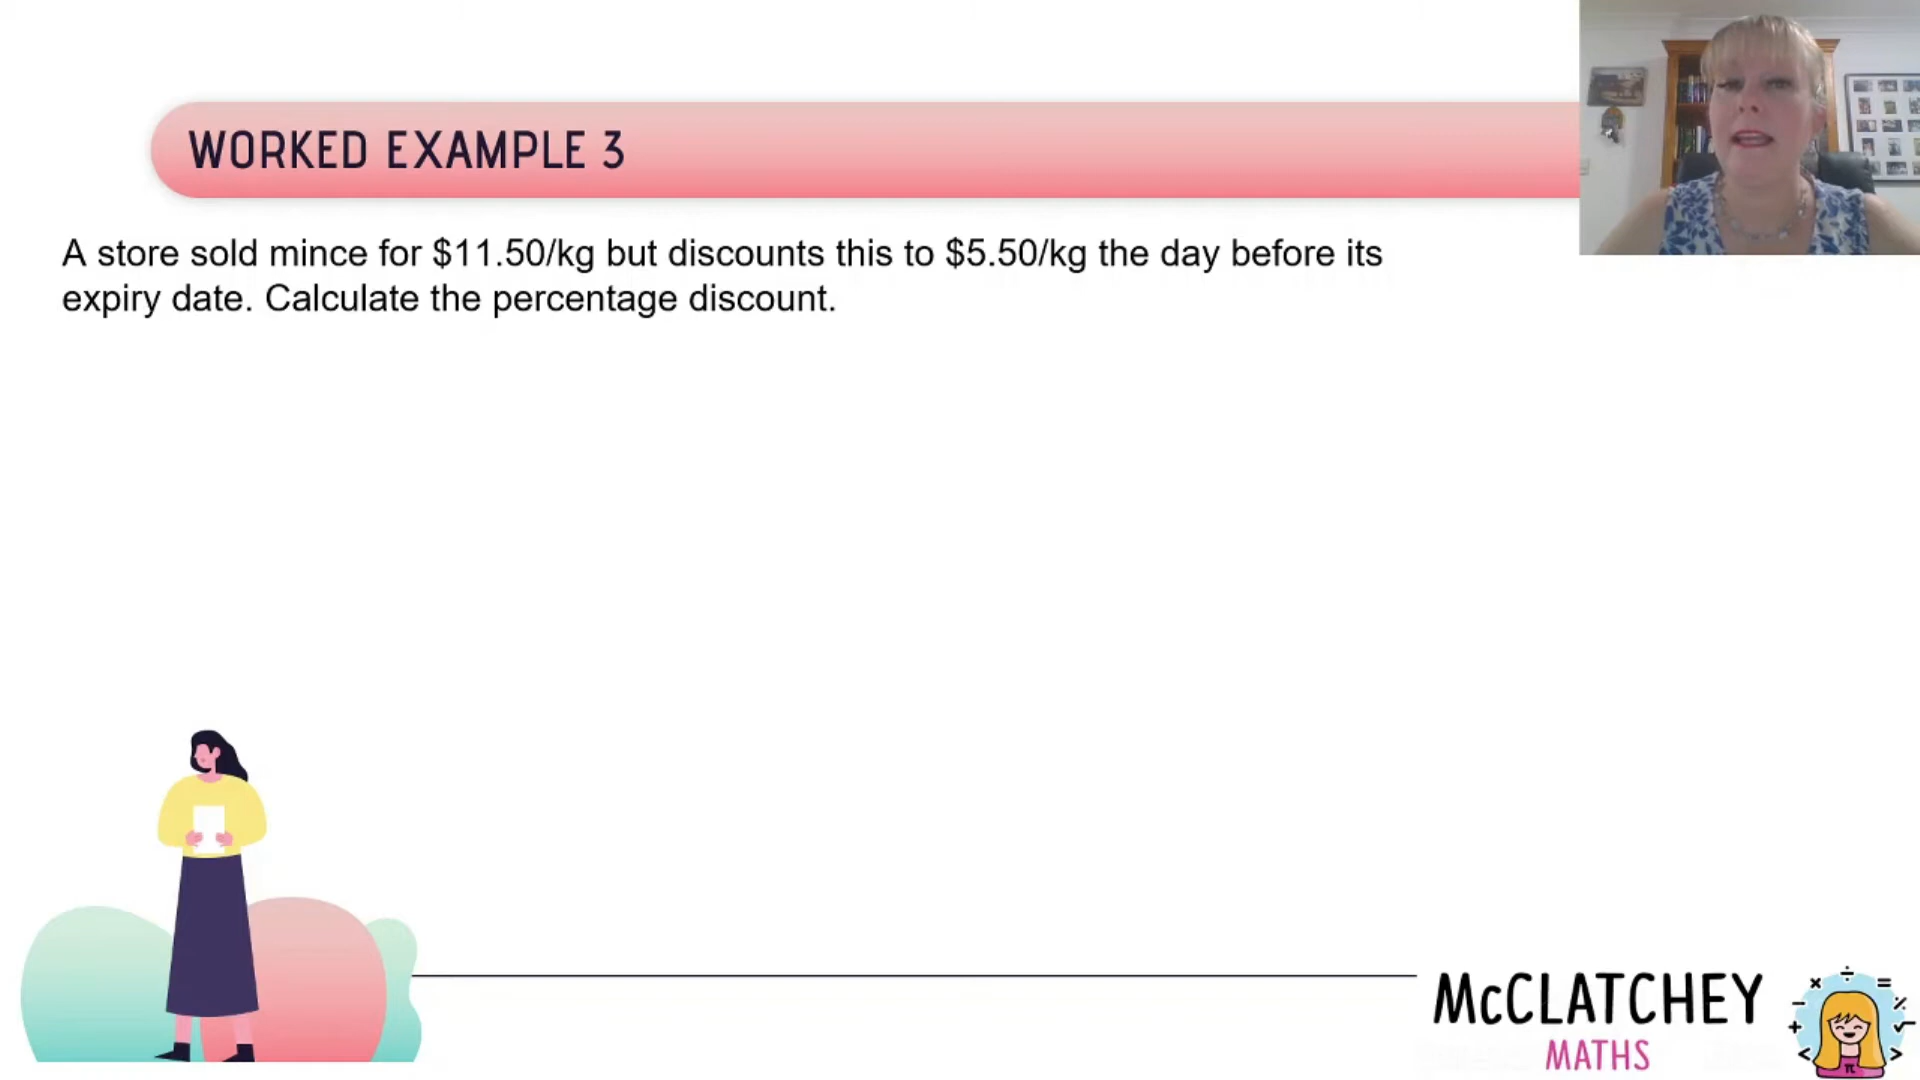 WORKED EXAMPLE 3
A store sold mince for $11.50/kg but discounts this to $5.50/kg the day before its
expiry date. Calculate the percentage discount.
McCLATCHEY
MATHS